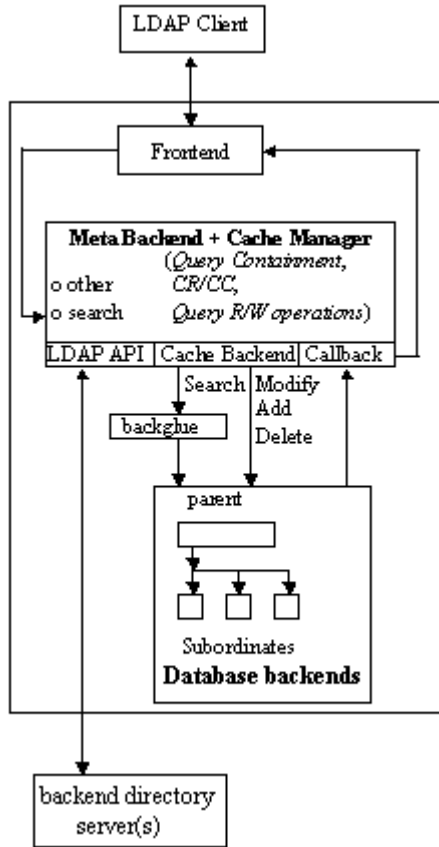 LDAP Client
Frontend
Meta Backend + Cache Manager
(Query Containment,
o other CR/CC,
o search Query R/W operations)
LDAP API Cache Backend Callback
Search Modify
Add
backglue Delete
parent
Subordinates
Database backends
backend directory
server(s)